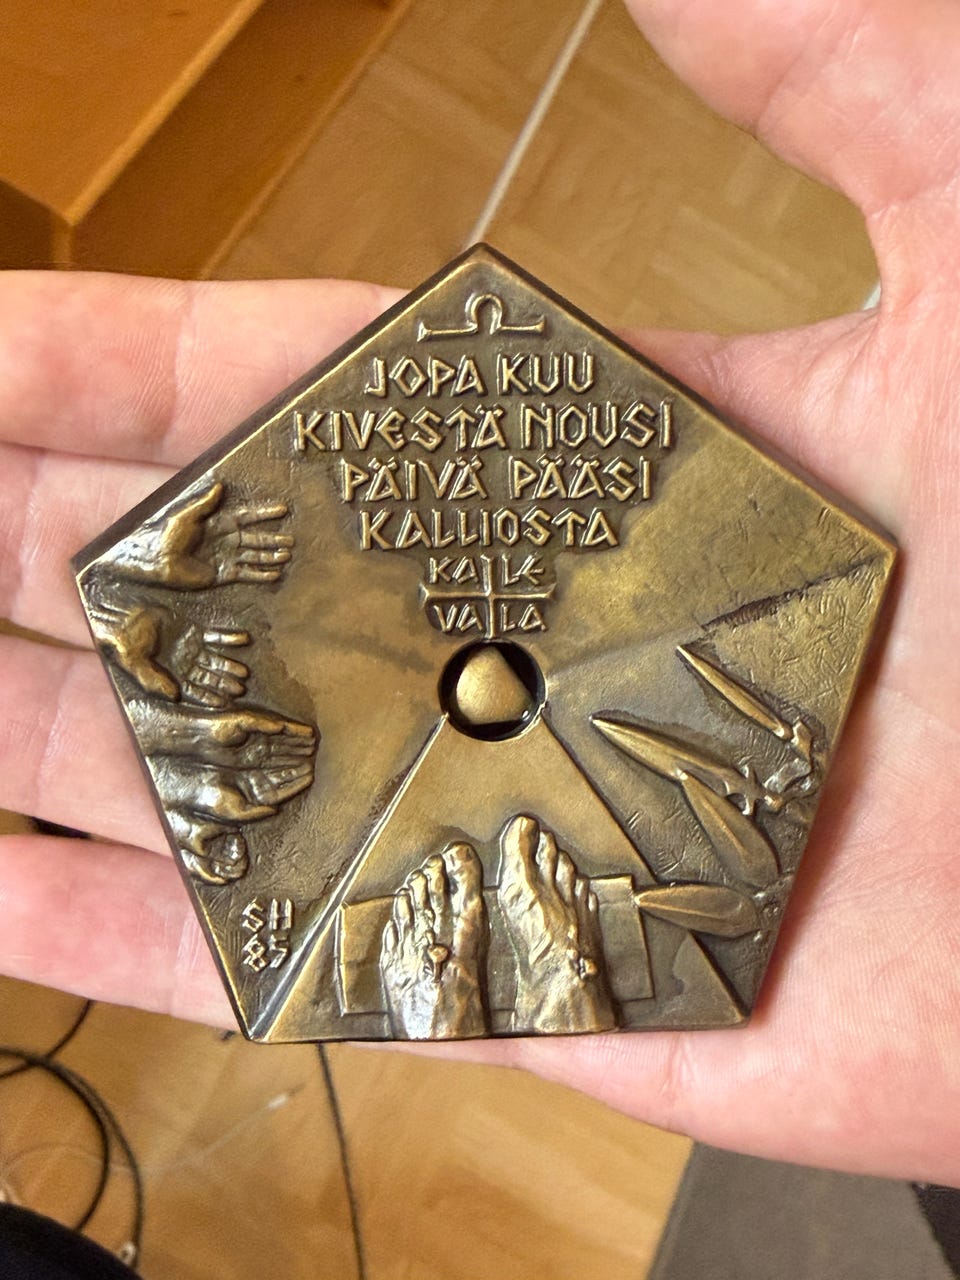 JOPA KUU
KIVESTÄ NOUSI
PÄIVÄ PÄÄSI
KALLIOSTA
KALE
VALA
SH
85